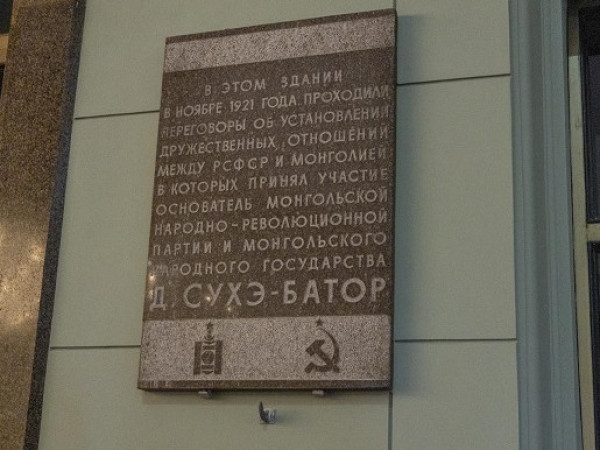 В ЭТОМ ЗДАНИИ
В НОЯБРЕ 1921 ГОДА ПРОХОДИЛИ
ПЕРЕГОВОРЫ ОБ УСТАНОВЛЕНИИ
ДРУЖЕСТВЕННЫХ ОТНОШЕНИЙ
МЕЖДУ РСФСР И МОНГОЛИЕЙ
В КОТОРЫХ ПРИНЯЛ УЧАСТИЕ
ОСНОВАТЕЛЬ МОНГОЛЬСКОЙ
НАРОДНО-РЕВОЛЮЦИОННОЙ
ПАРТИИ И МОНГОЛЬСКОГО
НАРОДНОГО ГОСУДАРСТВА
Д. СУХЭ-БАТОР